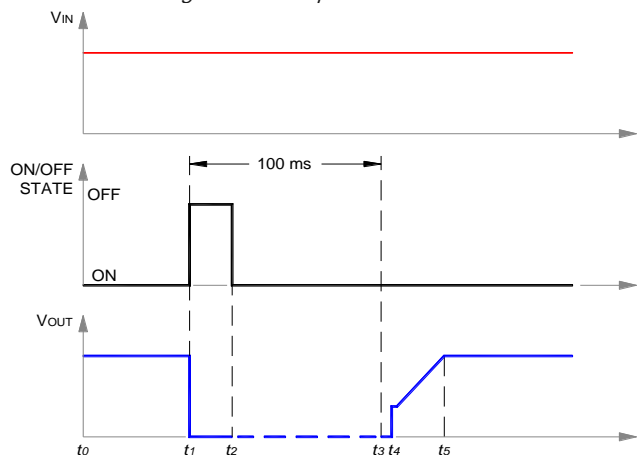 VIN
100 ms
ON/OFF
STATE
OFF
ON
VOUT
t0 t1 t2 t3 t4 t5